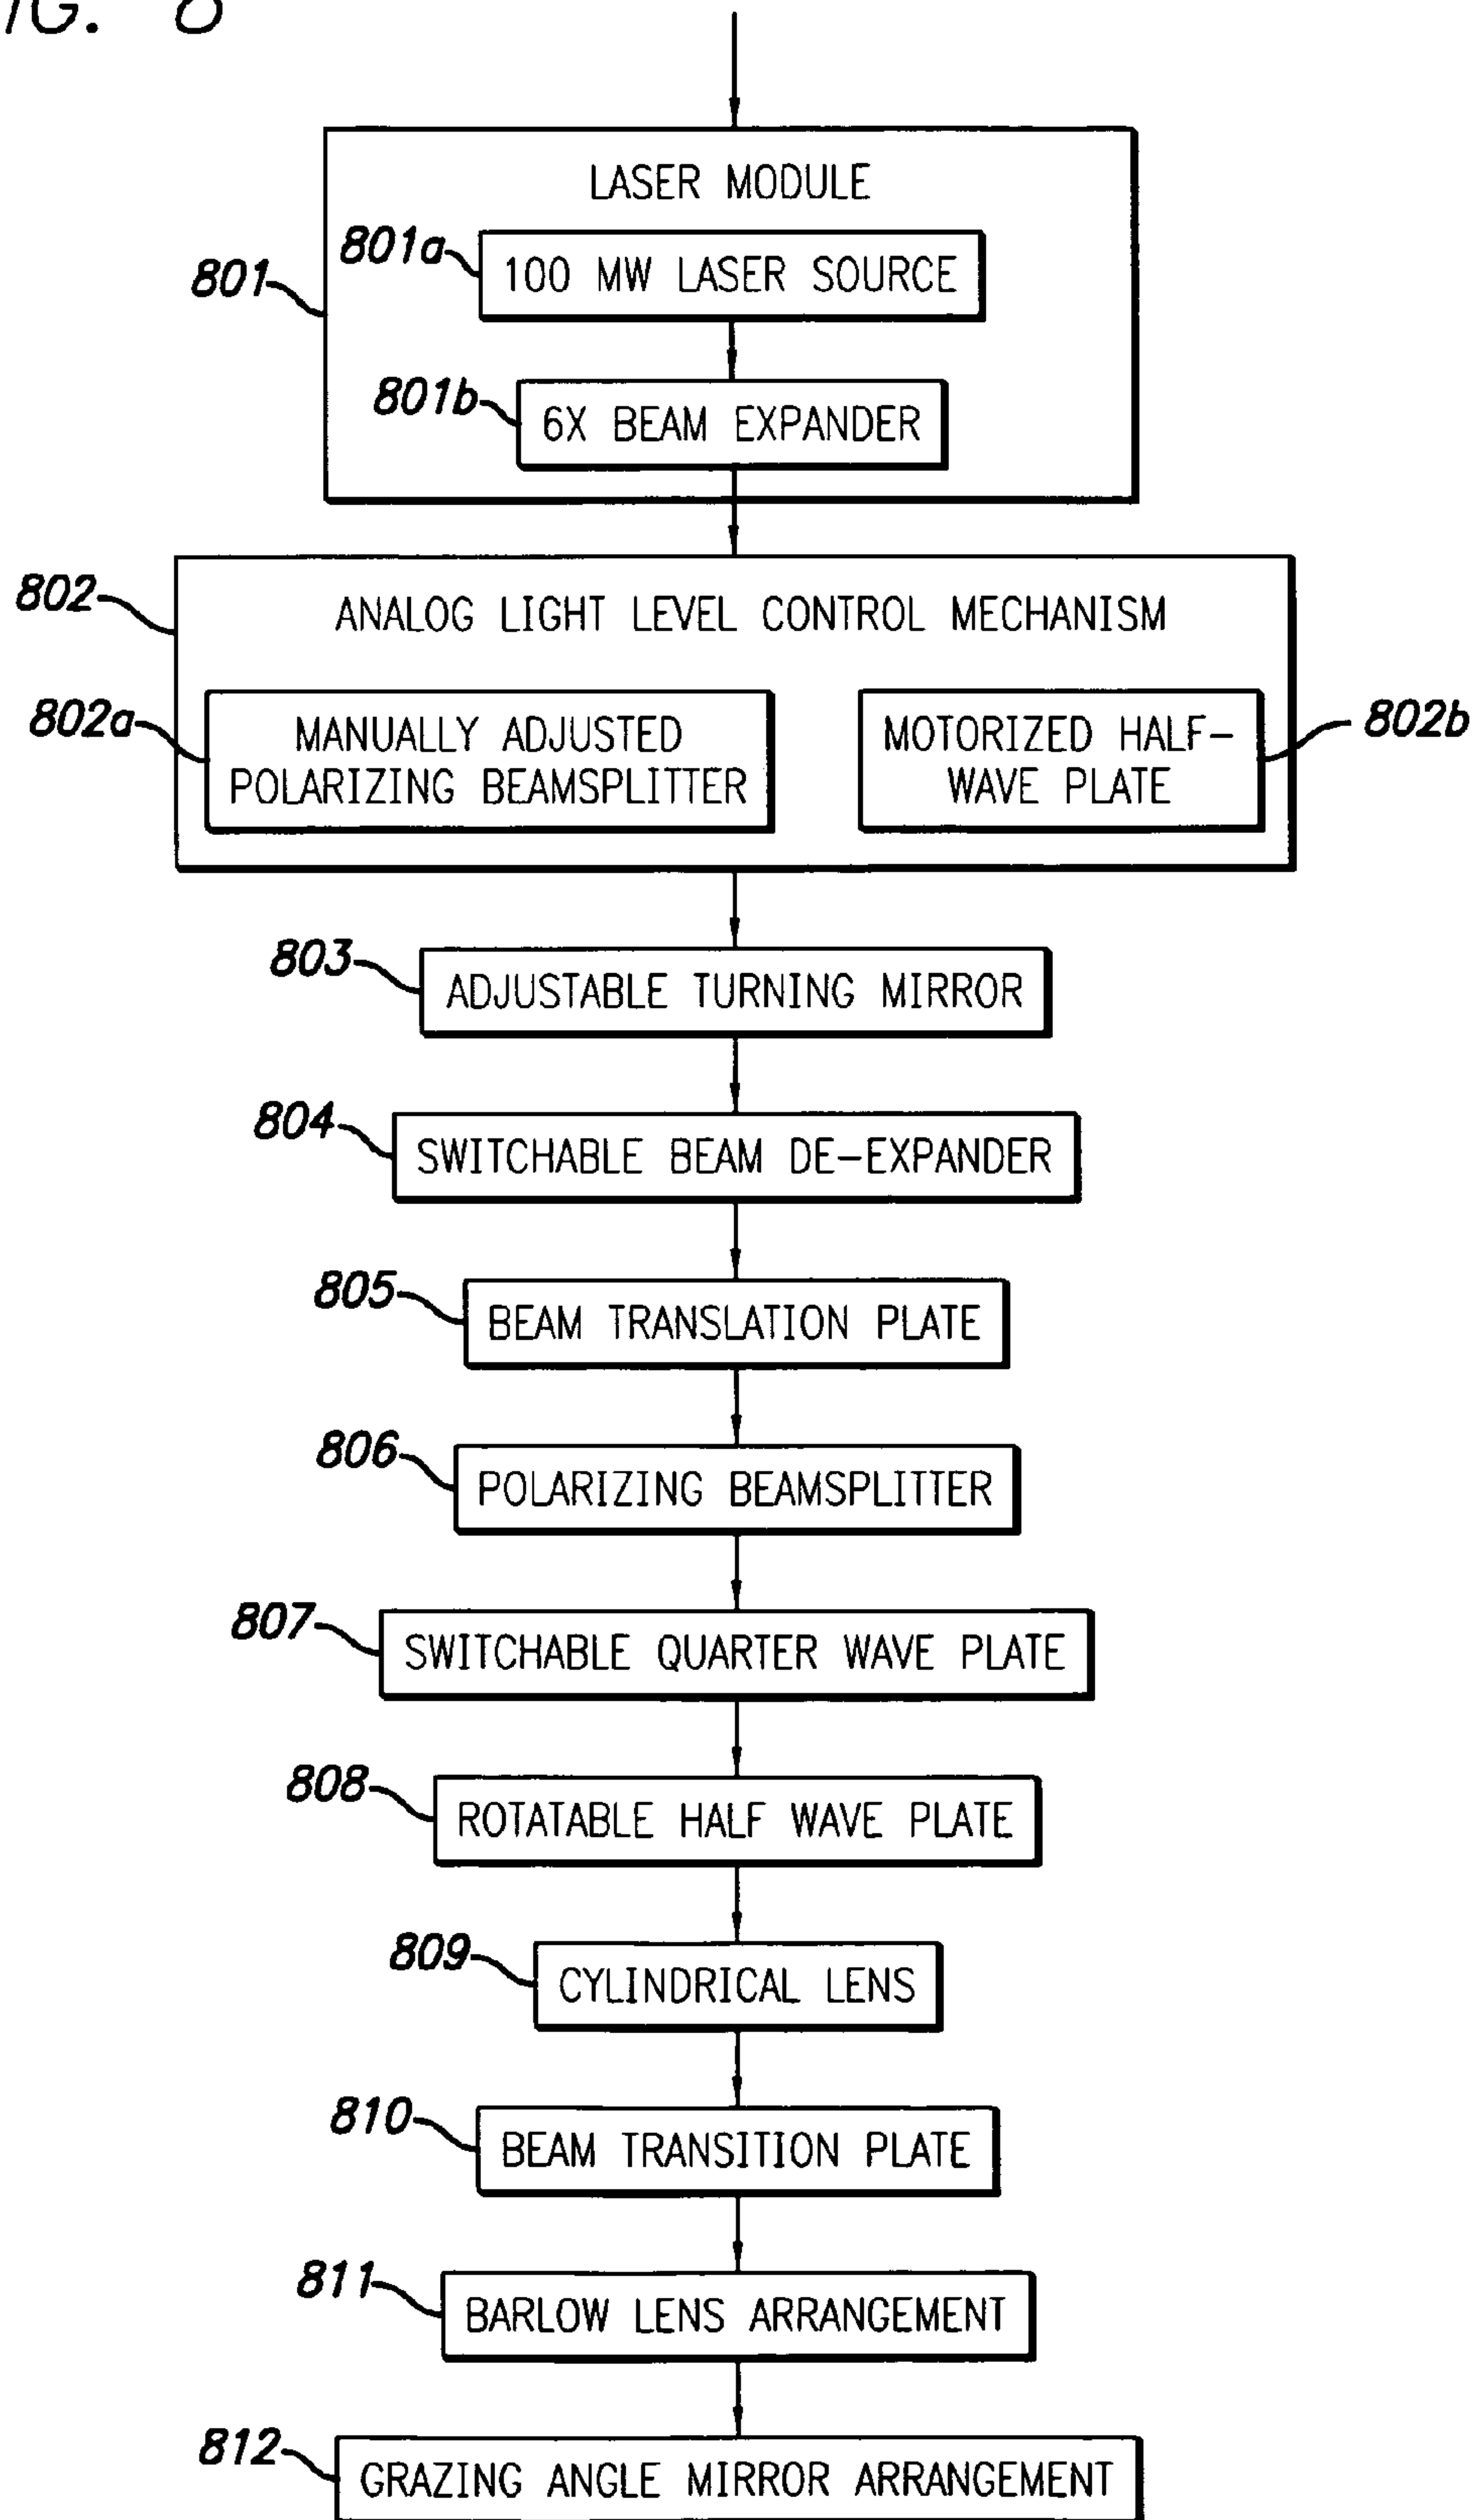 IG. 8
LASER MODULE
801a
100 MW LASER SOURCE
801
801b
6X BEAM EXPANDER
802
ANALOG LIGHT LEVEL CONTROL MECHANISM
802a
MANUALLY ADJUSTED
POLARIZING BEAMSPLITTER
MOTORIZED HALF-
WAVE PLATE
802b
803
ADJUSTABLE TURNING MIRROR
804
SWITCHABLE BEAM DE-EXPANDER
805
BEAM TRANSLATION PLATE
806
POLARIZING BEAMSPLITTER
807
SWITCHABLE QUARTER WAVE PLATE
808
ROTATABLE HALF WAVE PLATE
809
CYLINDRICAL LENS
810
BEAM TRANSITION PLATE
811
BARLOW LENS ARRANGEMENT
812
GRAZING ANGLE MIRROR ARRANGEMENT